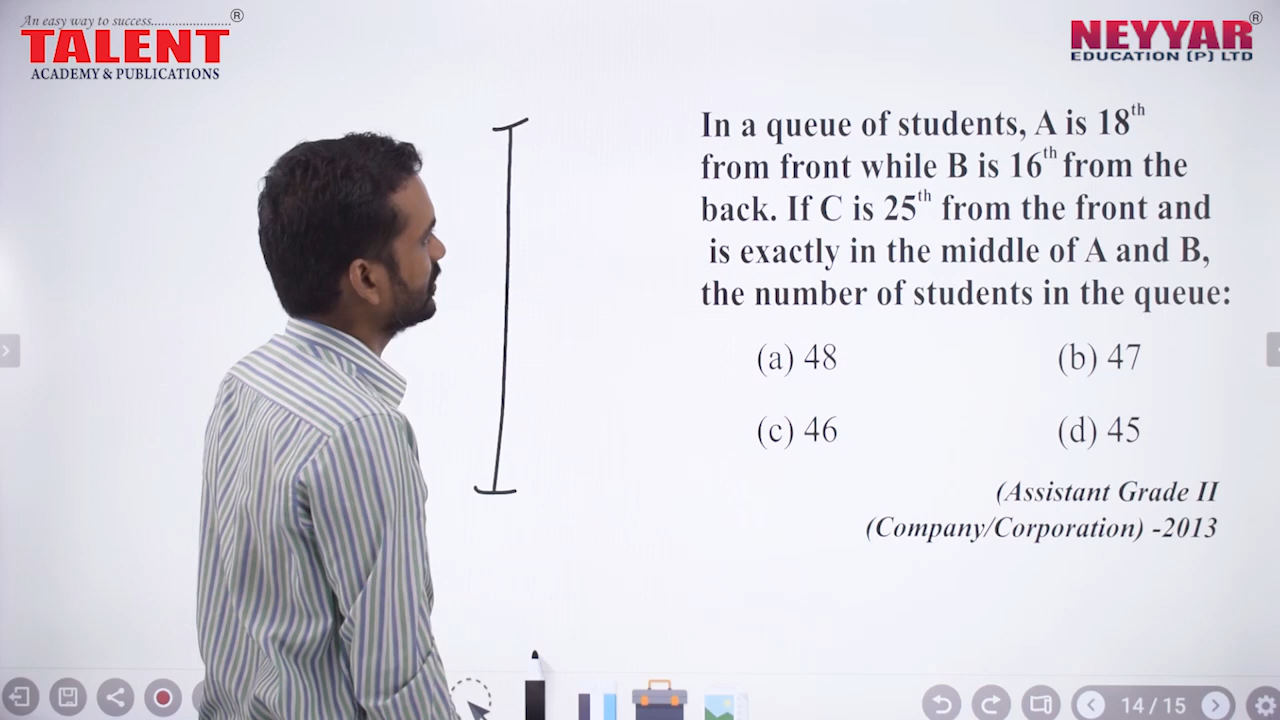 An easy way to success........................®
TALENT
ACADEMY & PUBLICATIONS
NEYYAR®
EDUCATION (P) LTD
In a queue of students, A is 18th
from front while B is 16th from the
back. If C is 25th from the front and
is exactly in the middle of A and B,
the number of students in the queue:
(a) 48 (b) 47
(c) 46 (d) 45
(Assistant Grade II
(Company/Corporation) -2013
14 / 15